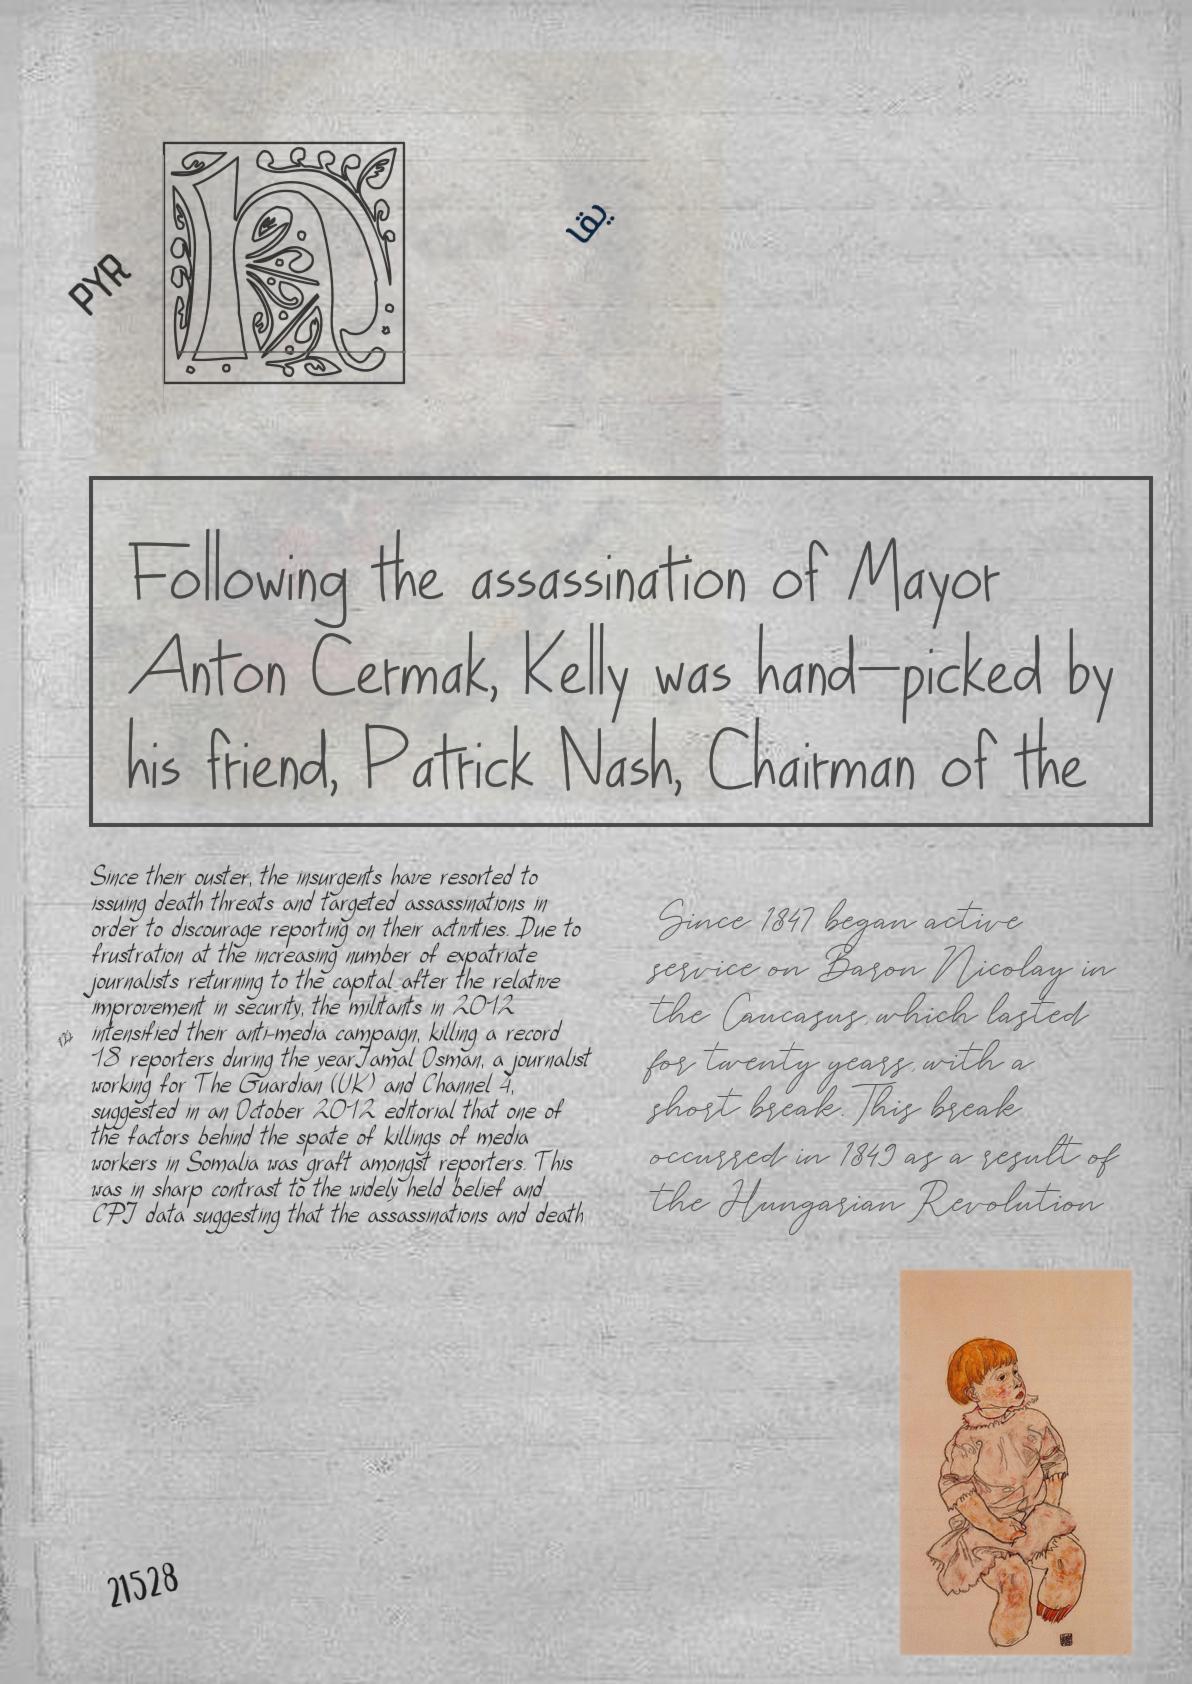 PYR
يقا
Following the assassination of Mayor
Anton Cermak, Kelly was hand-picked by
his friend, Patrick Nash, Chairman of the
Since their ouster, the insurgents have resorted to
issuing death threats and targeted assassinations in
order to discourage reporting on their activities. Due to
frustration at the increasing number of expatriate
journalists returning to the capital after the relative
improvement in security, the militants in 2012
intensified their anti-media campaign, killing a record
18 reporters during the yearJamal Osman, a journalist
working for The Guardian (UK) and Channel 4,
suggested in an October 2012 editorial that one of
the factors behind the spate of killings of media
workers in Somalia was graft amongst reporters. This
was in sharp contrast to the widely held belief and
CPJ data suggesting that the assassinations and death
Since 1847 began active
service on Baron Nicolay in
the Caucasus, which lasted
for twenty years, with a
short break. This break
occurred in 1849 as a result of
the Hungarian Revolution
21528